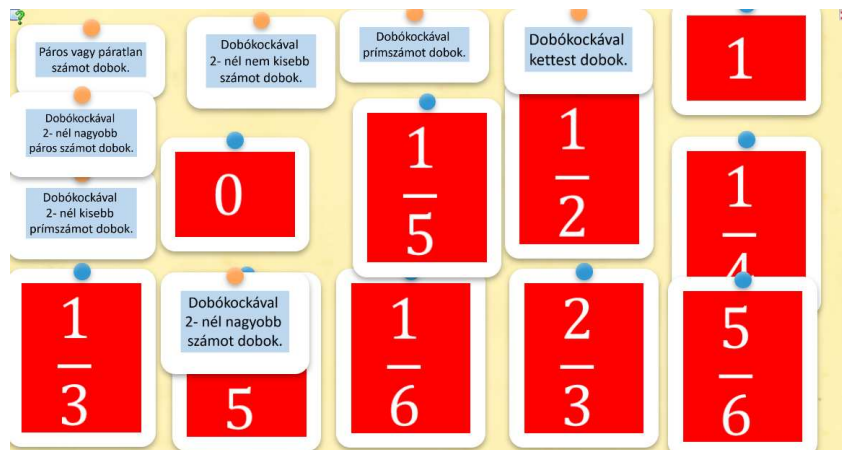 Páros vagy páratlan
számot dobok.
Dobókockával
2- nél nem kisebb
számot dobok.
Dobókockával
prímszámot dobok.
Dobókockával
kettest dobok.
1
Dobókockával
2- nél nagyobb
páros számot dobok.
Dobókockával
2- nél kisebb
prímszámot dobok.
0
1
5
1
2
1
4
1
3
Dobókockával
2- nél nagyobb
számot dobok.
5
1
6
2
3
5
6